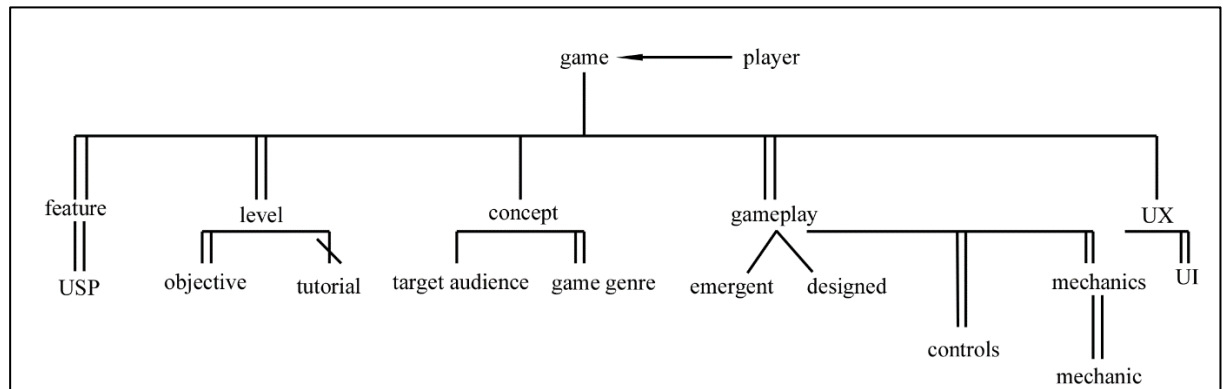 game player
feature level concept gameplay UX
USP objective tutorial target audience game genre emergent designed mechanics UI
controls
mechanic